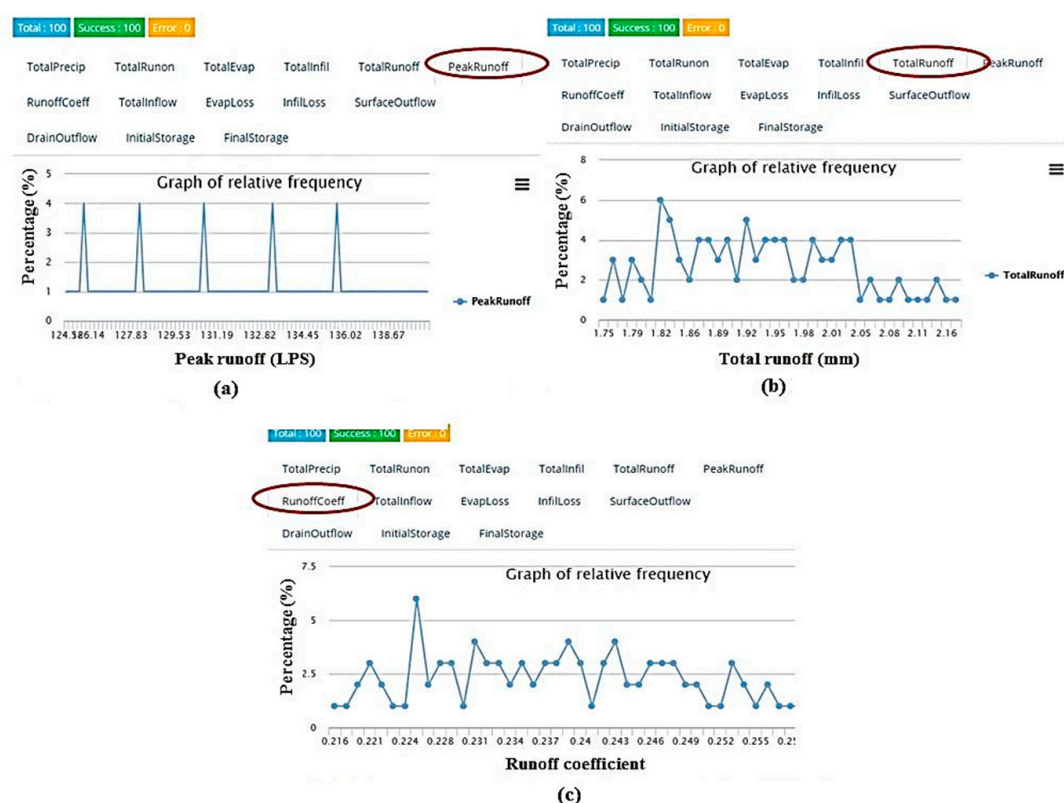 Total : 100 Success : 100 Error : 0
TotalPrecip TotalRunon TotalEvap TotalInfil TotalRunoff PeakRunoff
RunoffCoeff TotalInflow EvapLoss InfilLoss SurfaceOutflow
DrainOutflow InitialStorage FinalStorage
Graph of relative frequency
Percentage (%)
5
4
3
2
1
0
PeakRunoff
127.83 129.53 131.19 132.82 134.45 136.02 138.67
Peak runoff (LPS)
(a)
Total : 100 Success : 100 Error : 0
TotalPrecip TotalRunon TotalEvap TotalInfil TotalRunoff PeakRunoff
RunoffCoeff TotalInflow EvapLoss InfilLoss SurfaceOutflow
DrainOutflow InitialStorage FinalStorage
Graph of relative frequency
Percentage (%)
8
6
4
2
0
TotalRunoff
1.75 1.79 1.82 1.86 1.89 1.92 1.95 1.98 2.01 2.05 2.08 2.11 2.16
Total runoff (mm)
(b)
Total : 100 Success : 100 Error : 0
TotalPrecip TotalRunon TotalEvap TotalInfil TotalRunoff PeakRunoff
RunoffCoeff TotalInflow EvapLoss InfilLoss SurfaceOutflow
DrainOutflow InitialStorage FinalStorage
Graph of relative frequency
Percentage (%)
7.5
5
2.5
0
0.216 0.221 0.224 0.228 0.231 0.234 0.237 0.24 0.243 0.246 0.249 0.252 0.255
Runoff coefficient
(c)